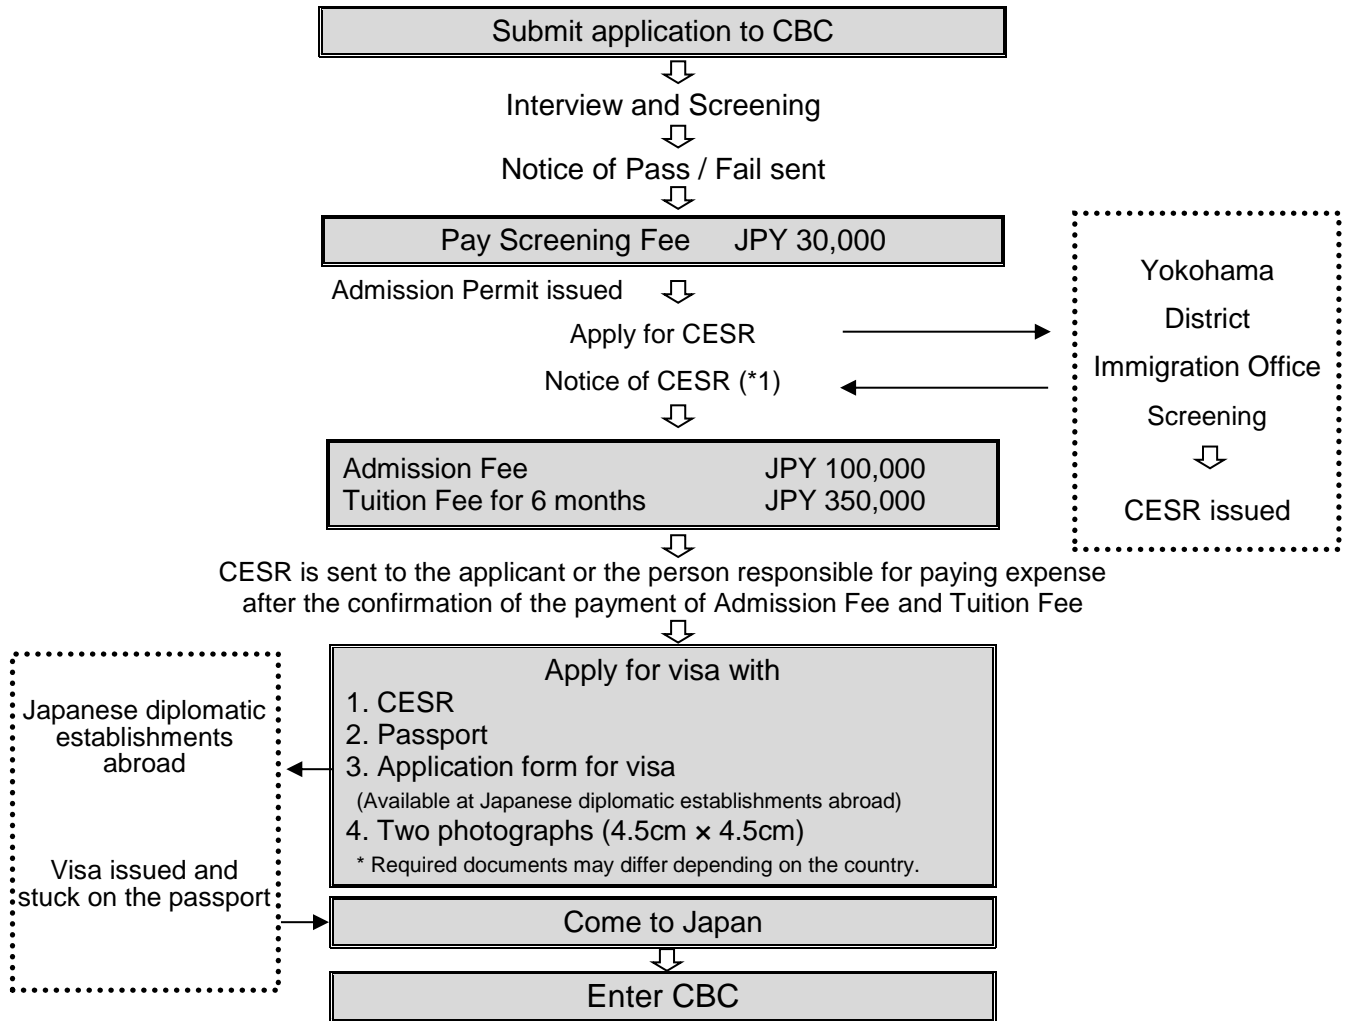 Submit application to CBC
Interview and Screening
Notice of Pass / Fail sent
Pay Screening Fee JPY 30,000
Admission Permit issued
Apply for CESR
Notice of CESR (*1)
Yokohama
District
Immigration Office
Screening
CESR issued
Admission Fee JPY 100,000
Tuition Fee for 6 months JPY 350,000
CESR is sent to the applicant or the person responsible for paying expense
after the confirmation of the payment of Admission Fee and Tuition Fee
Apply for visa with
1. CESR
2. Passport
3. Application form for visa
(Available at Japanese diplomatic establishments abroad)
4. Two photographs (4.5cm × 4.5cm)
* Required documents may differ depending on the country.
Japanese diplomatic
establishments
abroad
Visa issued and
stuck on the passport
Come to Japan
Enter CBC